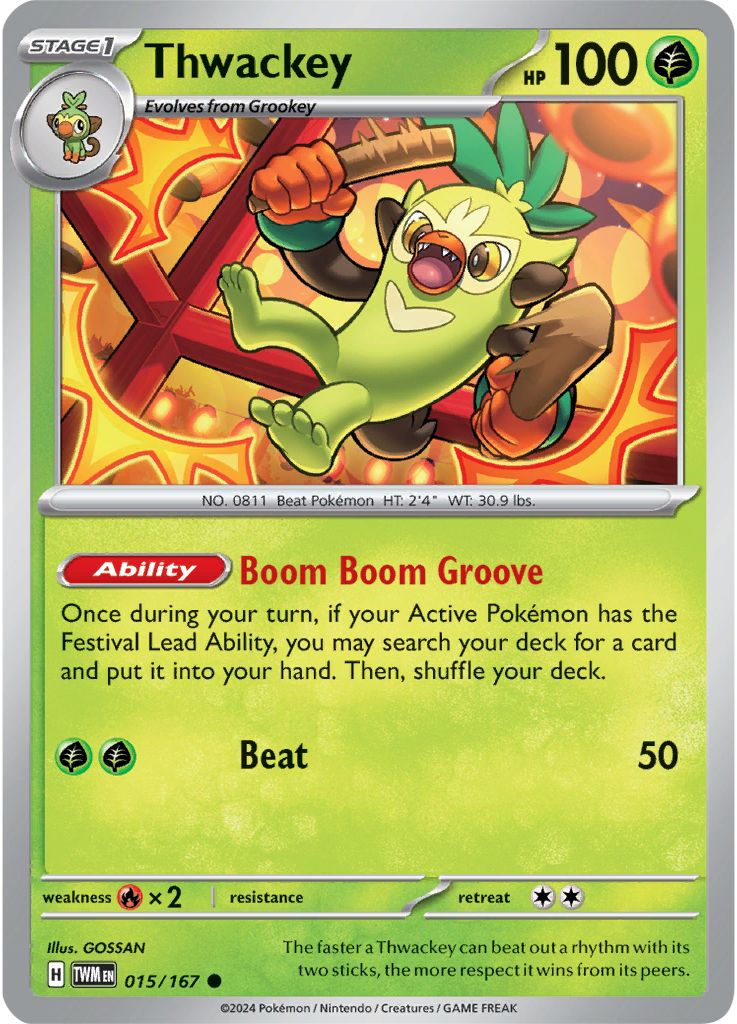 STAGE1
Thwackey
HP 100
Evolves from Grookey
NO. 0811 Beat Pokémon HT: 2'4" WT: 30.9 lbs.
Ability Boom Boom Groove
Once during your turn, if your Active Pokémon has the
Festival Lead Ability, you may search your deck for a card
and put it into your hand. Then, shuffle your deck.
Beat 50
weakness ×2 resistance retreat
Illus. GOSSAN
The faster a Thwackey can beat out a rhythm with its
two sticks, the more respect it wins from its peers.
H TWM EN 015/167
©2024 Pokémon / Nintendo / Creatures / GAME FREAK